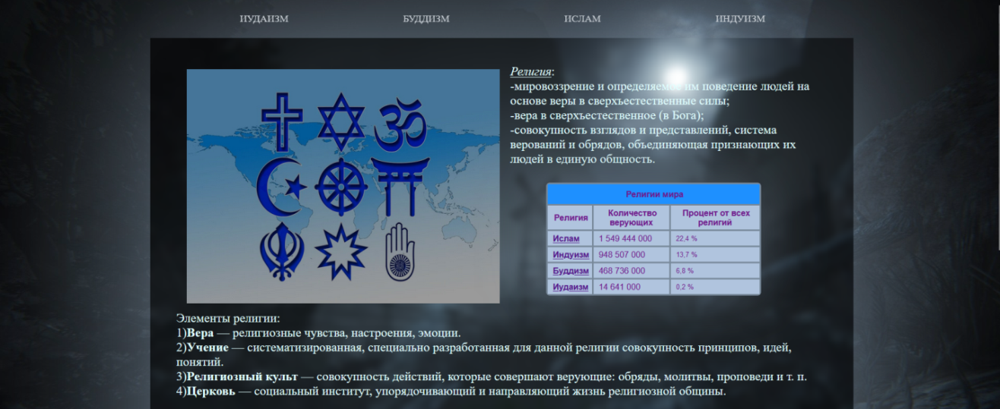 ИУДАИЗМ БУДДИЗМ ИСЛАМ ИНДУИЗМ
Религия:
-мировоззрение и определяемое им поведение людей на
основе веры в сверхъестественные силы;
-вера в сверхъестественное (в Бога);
-совокупность взглядов и представлений, система
верований и обрядов, объединяющая признающих их
людей в единую общность.
Религии мира
Религия Количество верующих Процент от всех религий
Ислам 1 549 444 000 22,4 %
Индуизм 948 507 000 13,7 %
Буддизм 468 736 000 6,8 %
Иудаизм 14 641 000 0,2 %
Элементы религии:
1)Вера — религиозные чувства, настроения, эмоции.
2)Учение — систематизированная, специально разработанная для данной религии совокупность принципов, идей,
понятий.
3)Религиозный культ — совокупность действий, которые совершают верующие: обряды, молитвы, проповеди и т. п.
4)Церковь — социальный институт, упорядочивающий и направляющий жизнь религиозной общины.